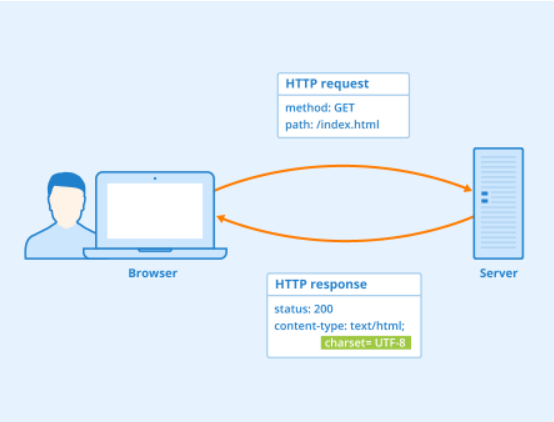 HTTP request
method: GET
path: /index.html
Browser
Server
HTTP response
status: 200
content-type: text/html;
charset= UTF-8